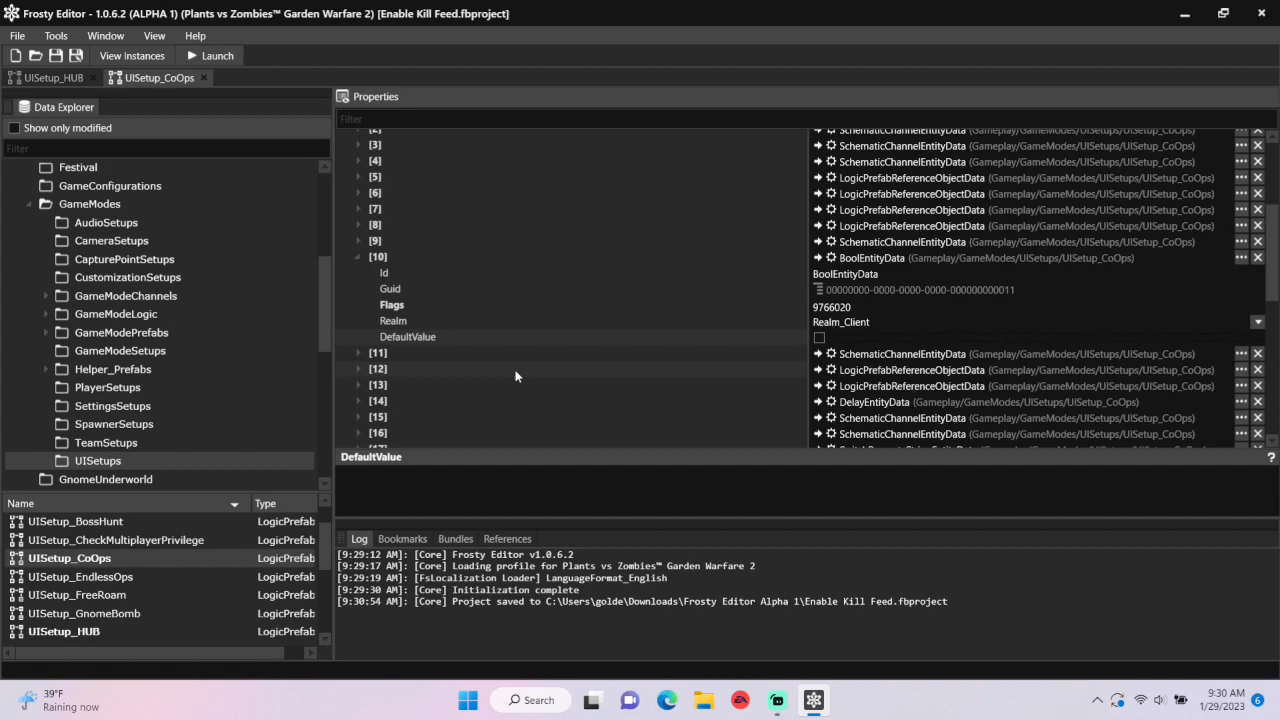 Frosty Editor - 1.0.6.2 (ALPHA 1) (Plants vs Zombies™ Garden Warfare 2) [Enable Kill Feed.fbproject]
File Tools Window View Help
View Instances Launch
UISetup_HUB × UISetup_CoOps ×
Data Explorer
Show only modified
Filter
Festival
GameConfigurations
GameModes
AudioSetups
CameraSetups
CapturePointSetups
CustomizationSetups
GameModeChannels
GameModeLogic
GameModePrefabs
GameModeSetups
Helper_Prefabs
PlayerSetups
SettingsSetups
SpawnerSetups
TeamSetups
UISetups
GnomeUnderworld
Name Type
UISetup_BossHunt LogicPrefab
UISetup_CheckMultiplayerPrivilege LogicPrefab
UISetup_CoOps LogicPrefab
UISetup_EndlessOps LogicPrefab
UISetup_FreeRoam LogicPrefab
UISetup_GnomeBomb LogicPrefab
UISetup_HUB LogicPrefab
Properties
Filter
[2] SchematicChannelEntityData (Gameplay/GameModes/UISetups/UISetup_CoOps)
[3] SchematicChannelEntityData (Gameplay/GameModes/UISetups/UISetup_CoOps)
[4] SchematicChannelEntityData (Gameplay/GameModes/UISetups/UISetup_CoOps)
[5] LogicPrefabReferenceObjectData (Gameplay/GameModes/UISetups/UISetup_CoOps)
[6] LogicPrefabReferenceObjectData (Gameplay/GameModes/UISetups/UISetup_CoOps)
[7] LogicPrefabReferenceObjectData (Gameplay/GameModes/UISetups/UISetup_CoOps)
[8] LogicPrefabReferenceObjectData (Gameplay/GameModes/UISetups/UISetup_CoOps)
[9] SchematicChannelEntityData (Gameplay/GameModes/UISetups/UISetup_CoOps)
[10] BoolEntityData (Gameplay/GameModes/UISetups/UISetup_CoOps)
Id BoolEntityData
Guid 00000000-0000-0000-0000-000000000011
Flags 9766020
Realm Realm_Client
DefaultValue
[11] SchematicChannelEntityData (Gameplay/GameModes/UISetups/UISetup_CoOps)
[12] LogicPrefabReferenceObjectData (Gameplay/GameModes/UISetups/UISetup_CoOps)
[13] LogicPrefabReferenceObjectData (Gameplay/GameModes/UISetups/UISetup_CoOps)
[14] DelayEntityData (Gameplay/GameModes/UISetups/UISetup_CoOps)
[15] SchematicChannelEntityData (Gameplay/GameModes/UISetups/UISetup_CoOps)
[16] SchematicChannelEntityData (Gameplay/GameModes/UISetups/UISetup_CoOps)
DefaultValue ?
Log Bookmarks Bundles References
[9:29:12 AM]: [Core] Frosty Editor v1.0.6.2
[9:29:17 AM]: [Core] Loading profile for Plants vs Zombies™ Garden Warfare 2
[9:29:19 AM]: [FsLocalization Loader] LanguageFormat_English
[9:29:30 AM]: [Core] Initialization complete
[9:30:54 AM]: [Core] Project saved to C:\Users\golde\Downloads\Frosty Editor Alpha 1\Enable Kill Feed.fbproject
39°F
Raining now
Search
EA
9:30 AM
1/29/2023
6